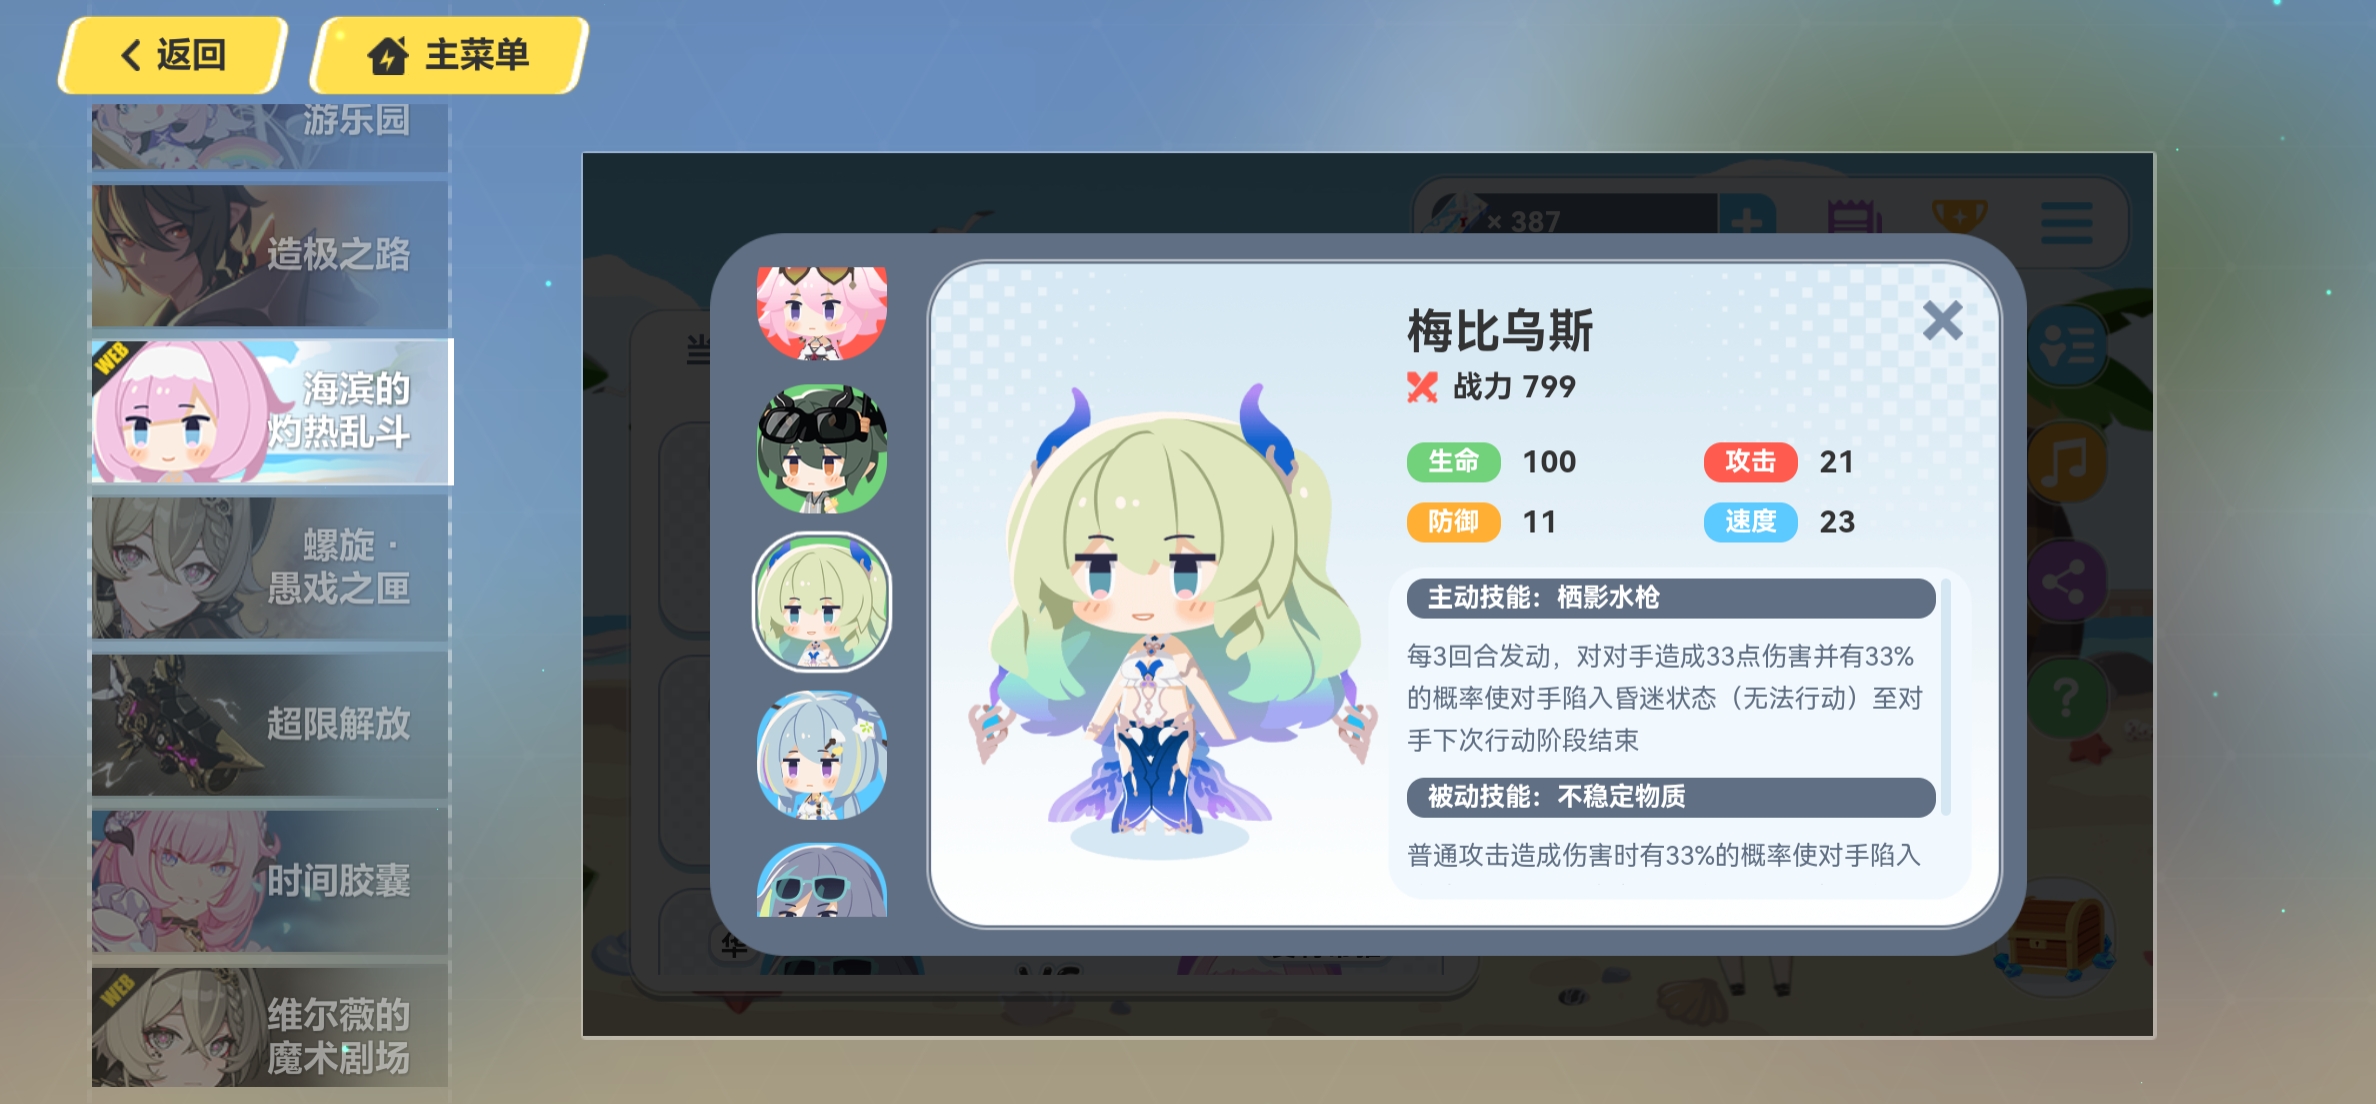 返回
主菜单
游乐园
造极之路
WEB
海滨的
灼热乱斗
螺旋·
愚戏之匣
超限解放
时间胶囊
WEB
维尔薇的
魔术剧场
× 387
当
梅比乌斯
战力 799
生命 100
攻击 21
防御 11
速度 23
主动技能：栖影水枪
每3回合发动，对对手造成33点伤害并有33%
的概率使对手陷入昏迷状态（无法行动）至对
手下次行动阶段结束
被动技能：不稳定物质
普通攻击造成伤害时有33%的概率使对手陷入
?
华
VS